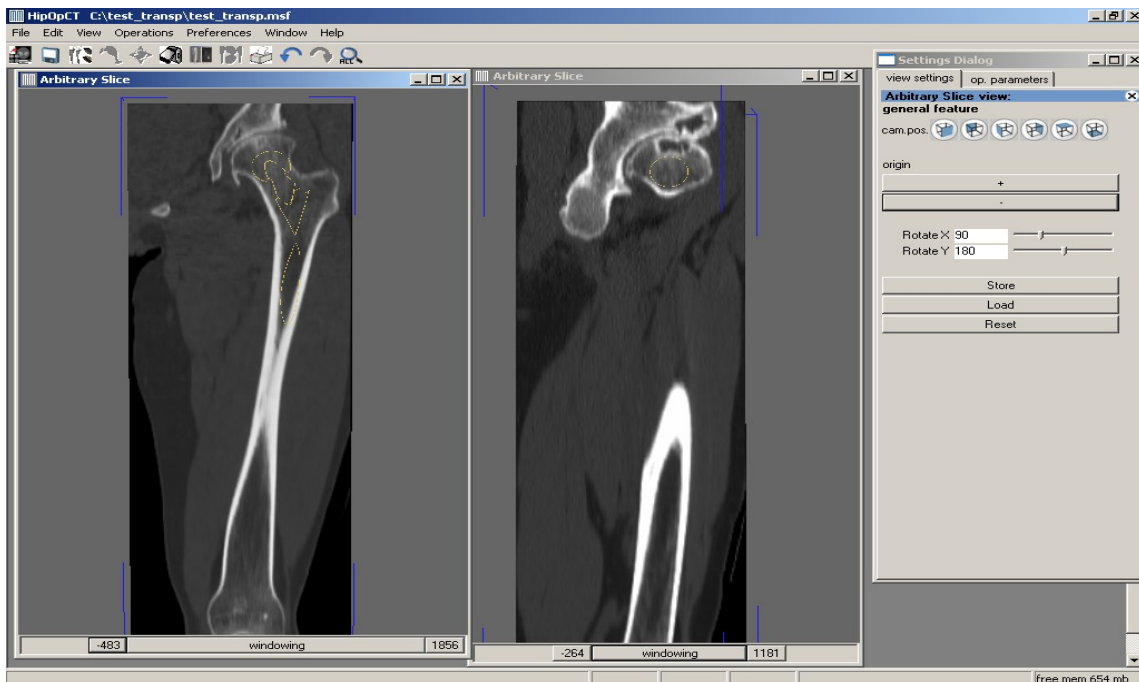 HipOpCT C:\test_transp\test_transp.msf
File Edit View Operations Preferences Window Help
ALL
Arbitrary Slice
-483 windowing 1856
Arbitrary Slice
-264 windowing 1181
Settings Dialog
view settings op. parameters
Arbitrary Slice view:
general feature
cam.pos.
origin
+
-
Rotate X 90
Rotate Y 180
Store
Load
Reset
free mem 654 mb